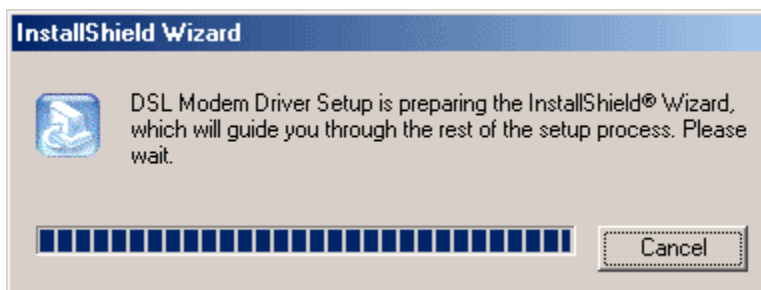 InstallShield Wizard
DSL Modem Driver Setup is preparing the InstallShield® Wizard,
which will guide you through the rest of the setup process. Please
wait.
Cancel